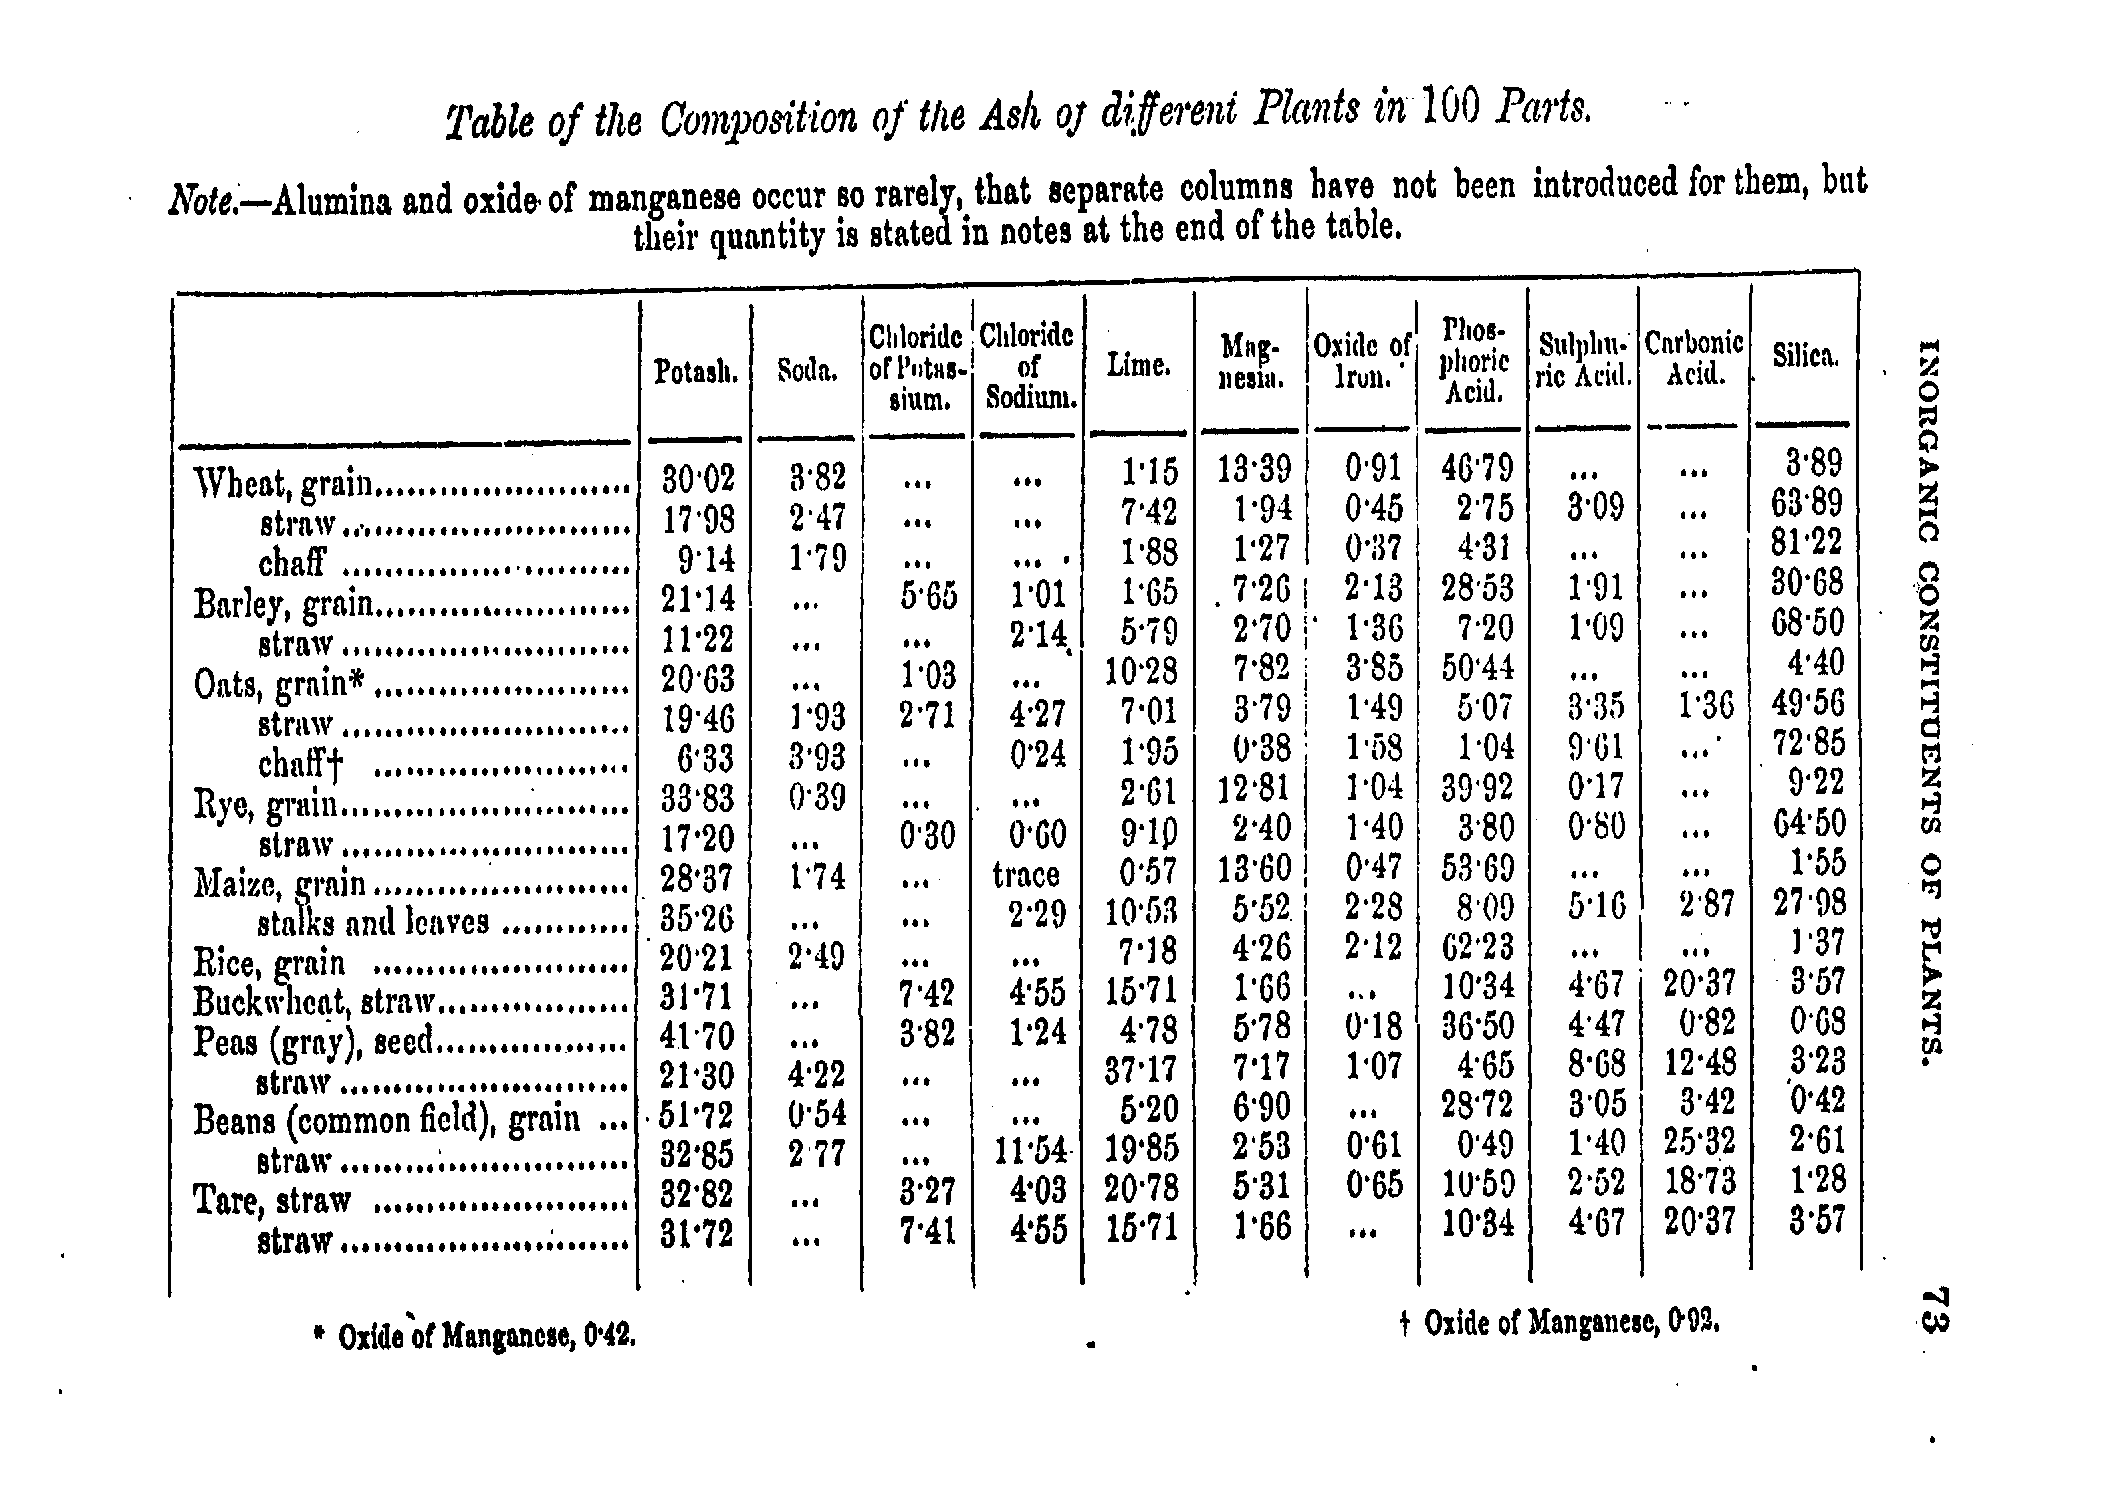 Table of the Composition of the Ash of different Plants in 100 Parts.
Note.—Alumina and oxide of manganese occur so rarely, that separate columns have not been introduced for them, but
their quantity is stated in notes at the end of the table.
Potash. Soda. Chloride of Potas- sium. Chloride of Sodium. Lime. Mag- nesia. Oxide of Iron. Phos- phoric Acid. Sulphu- ric Acid. Carbonic Acid. Silica.
Wheat, grain........................ 30·02 3·82 ... ... 1·15 13·39 0·91 46·79 ... ... 3·89
straw........................... 17·98 2·47 ... ... 7·42 1·94 0·45 2·75 3·09 ... 63·89
chaff ........................... 9·14 1·79 ... ... 1·88 1·27 0·37 4·31 ... ... 81·22
Barley, grain........................ 21·14 ... 5·65 1·01 1·65 7·26 2·13 28·53 1·91 ... 30·68
straw........................... 11·22 ... ... 2·14 5·79 2·70 1·36 7·20 1·09 ... 68·50
Oats, grain* ........................ 20·63 ... 1·03 ... 10·28 7·82 3·85 50·44 ... ... 4·40
straw........................... 19·46 1·93 2·71 4·27 7·01 3·79 1·49 5·07 3·35 1·36 49·56
chaff† ........................ 6·33 3·93 ... 0·24 1·95 0·38 1·58 1·04 9·61 ... 72·85
Rye, grain........................... 33·83 0·39 ... ... 2·61 12·81 1·04 39·92 0·17 ... 9·22
straw........................... 17·20 ... 0·30 0·60 9·10 2·40 1·40 3·80 0·80 ... 64·50
Maize, grain........................ 28·37 1·74 ... trace 0·57 13·60 0·47 53·69 ... ... 1·55
stalks and leaves ............ 35·26 ... ... 2·29 10·53 5·52 2·28 8·09 5·16 2·87 27·98
Rice, grain ........................ 20·21 2·49 ... ... 7·18 4·26 2·12 62·23 ... ... 1·37
Buckwheat, straw.................. 31·71 ... 7·42 4·55 15·71 1·66 ... 10·34 4·67 20·37 3·57
Peas (gray), seed.................. 41·70 ... 3·82 1·24 4·78 5·78 0·18 36·50 4·47 0·82 0·68
straw........................... 21·30 4·22 ... ... 37·17 7·17 1·07 4·65 8·68 12·48 3·23
Beans (common field), grain ... 51·72 0·54 ... ... 5·20 6·90 ... 28·72 3·05 3·42 0·42
straw........................... 32·85 2·77 ... 11·54 19·85 2·53 0·61 0·49 1·40 25·32 2·61
Tare, straw ........................ 32·82 ... 3·27 4·03 20·78 5·31 0·65 10·59 2·52 18·73 1·28
straw........................... 31·72 ... 7·41 4·55 15·71 1·66 ... 10·34 4·67 20·37 3·57
* Oxide of Manganese, 0·42. † Oxide of Manganese, 0·92.
INORGANIC CONSTITUENTS OF PLANTS. 73